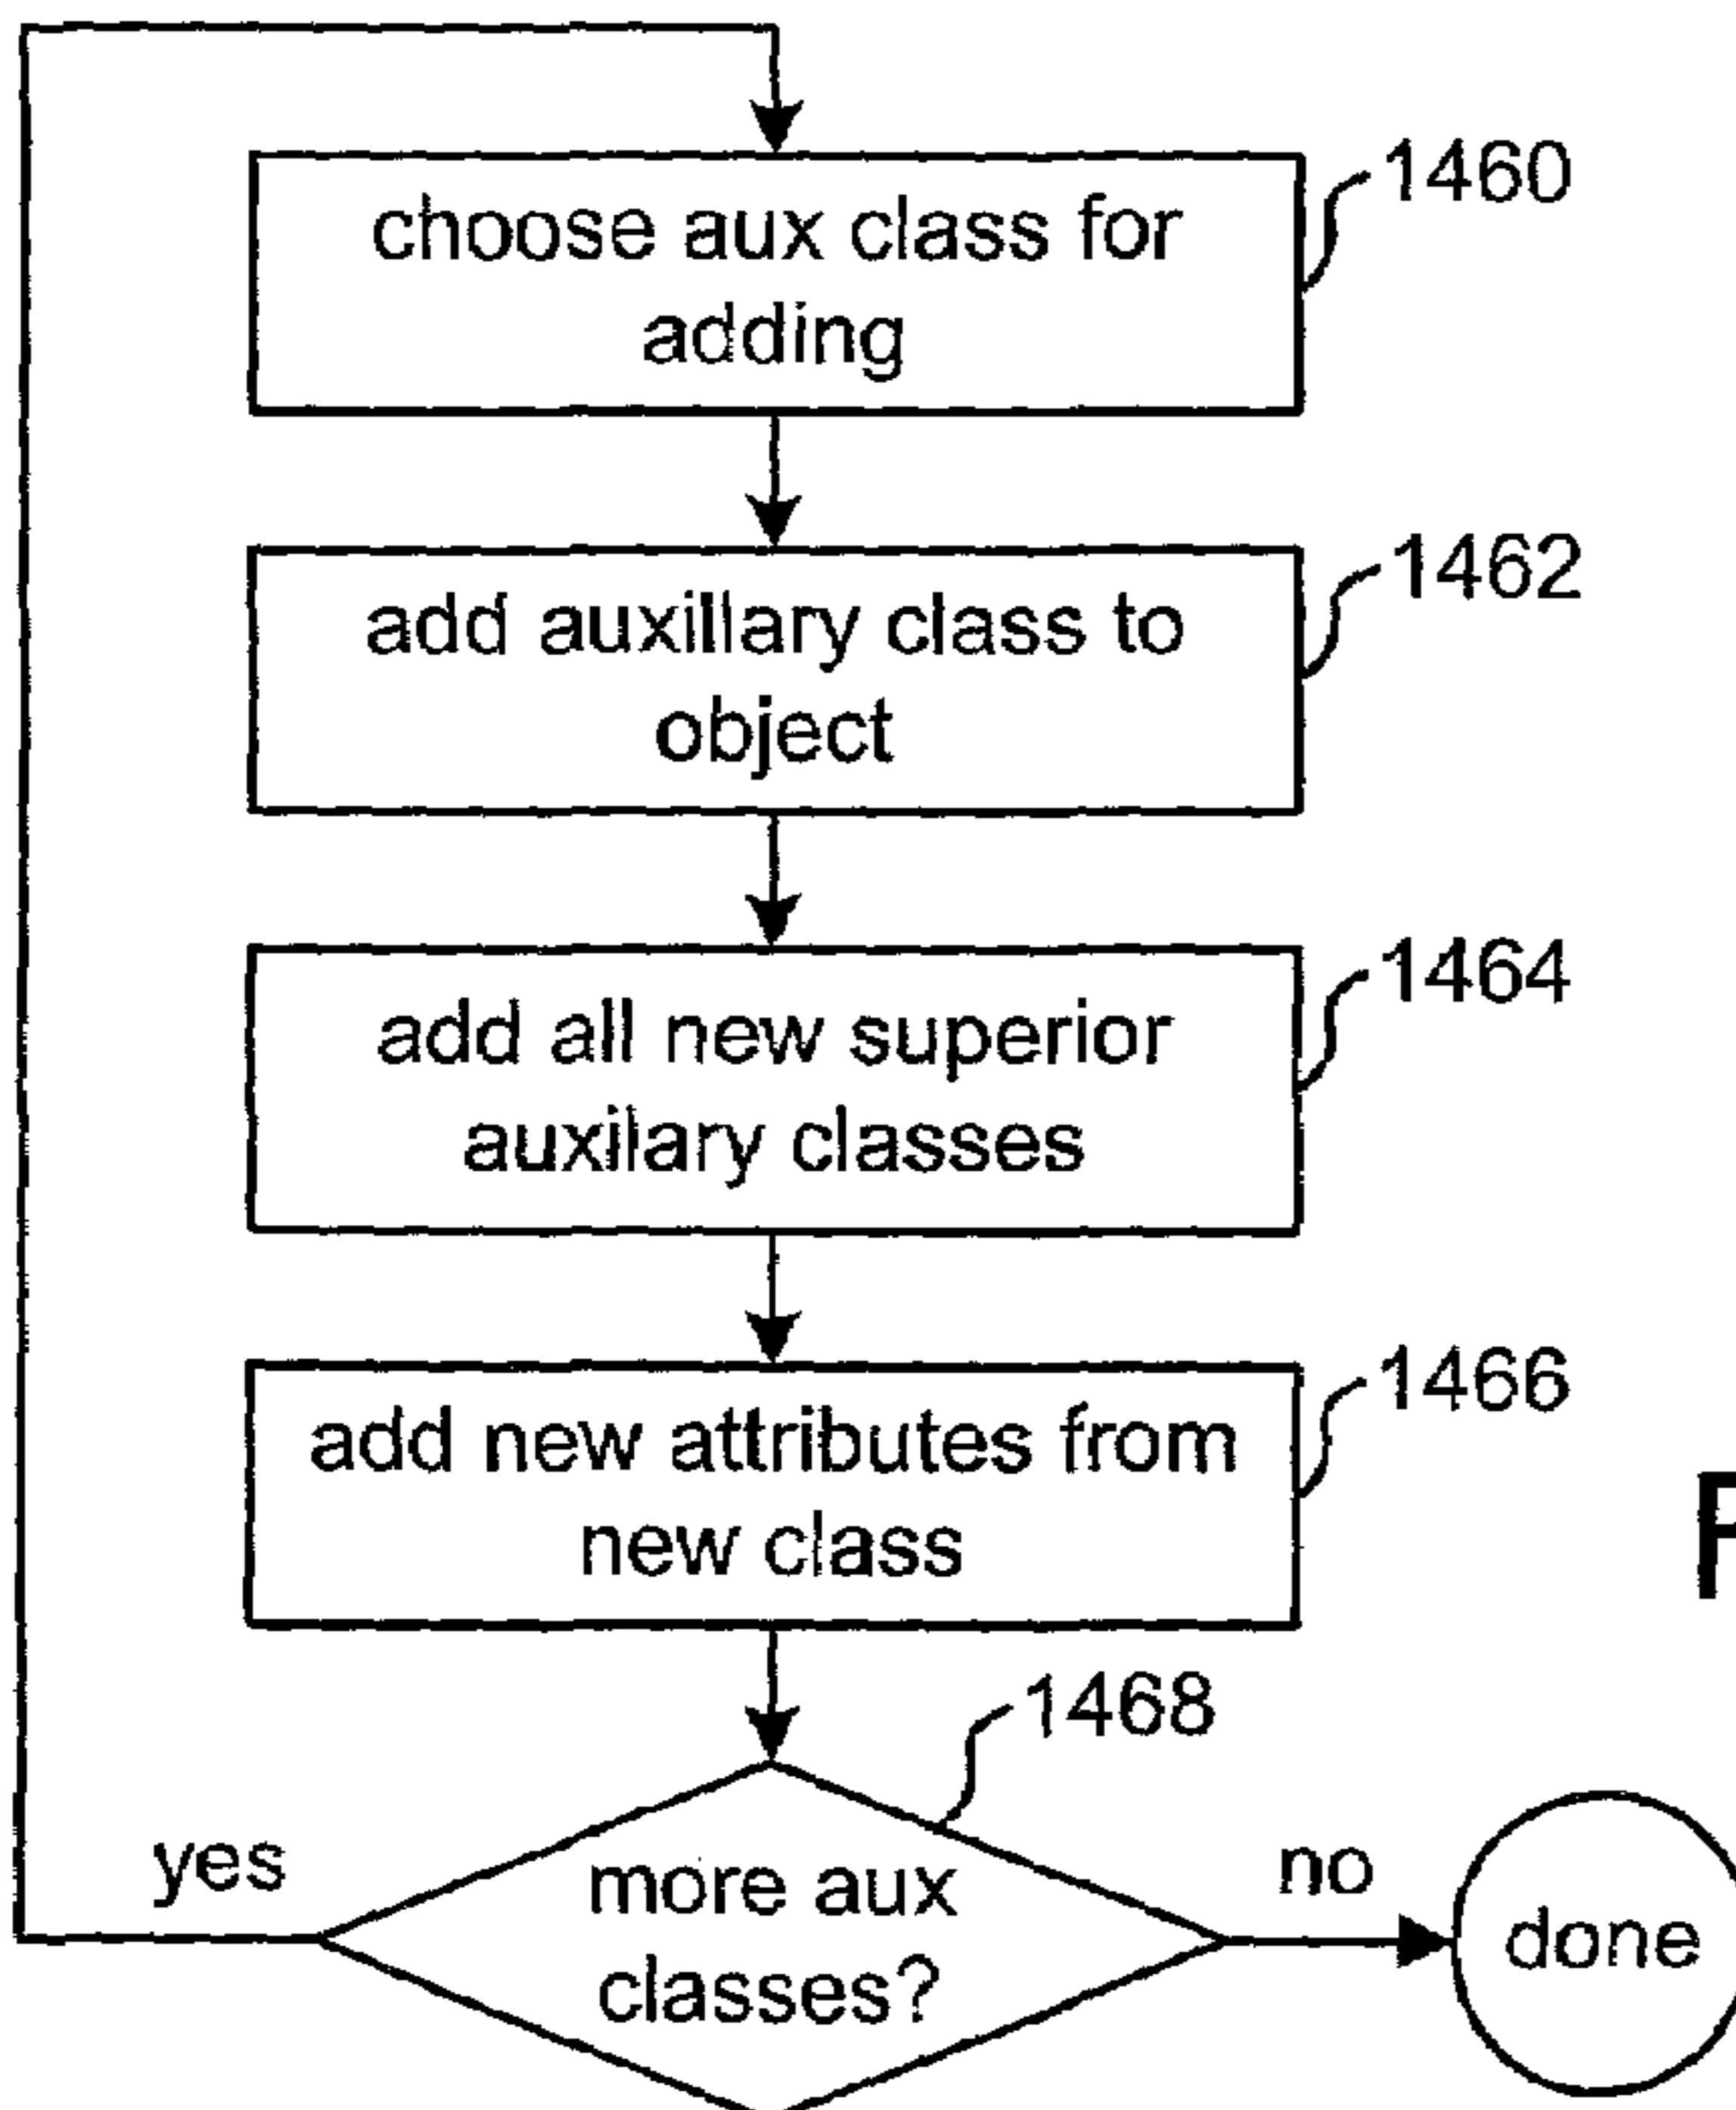 1460
choose aux class for
adding
1462
add auxillary class to
object
1464
add all new superior
auxilary classes
1466
add new attributes from
new class
1468
yes
more aux
classes?
no
done